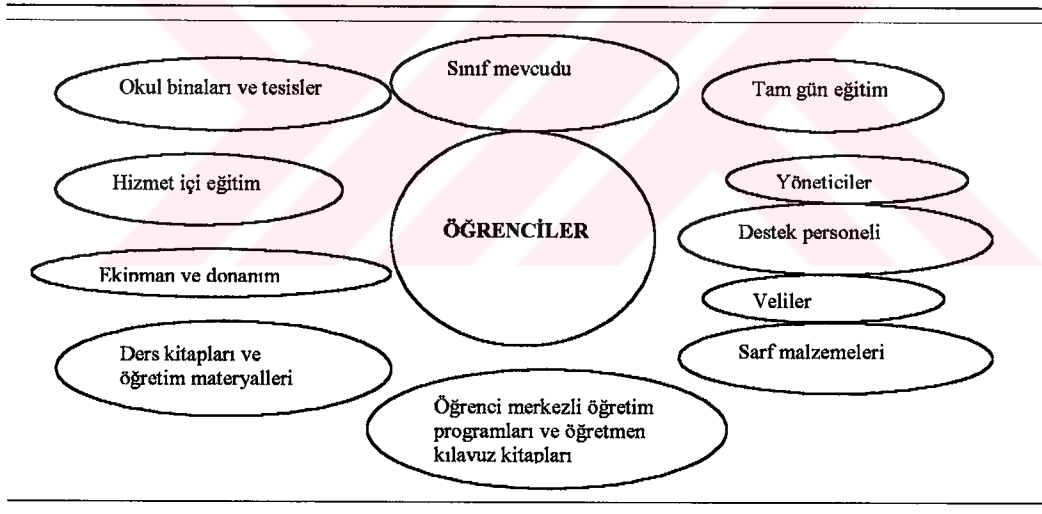 Sınıf mevcudu
Okul binaları ve tesisler
Tam gün eğitim
Hizmet içi eğitim
Yöneticiler
ÖĞRENCİLER
Destek personeli
Ekipman ve donanım
Veliler
Ders kitapları ve
öğretim materyalleri
Sarf malzemeleri
Öğrenci merkezli öğretim
programları ve öğretmen
kılavuz kitapları